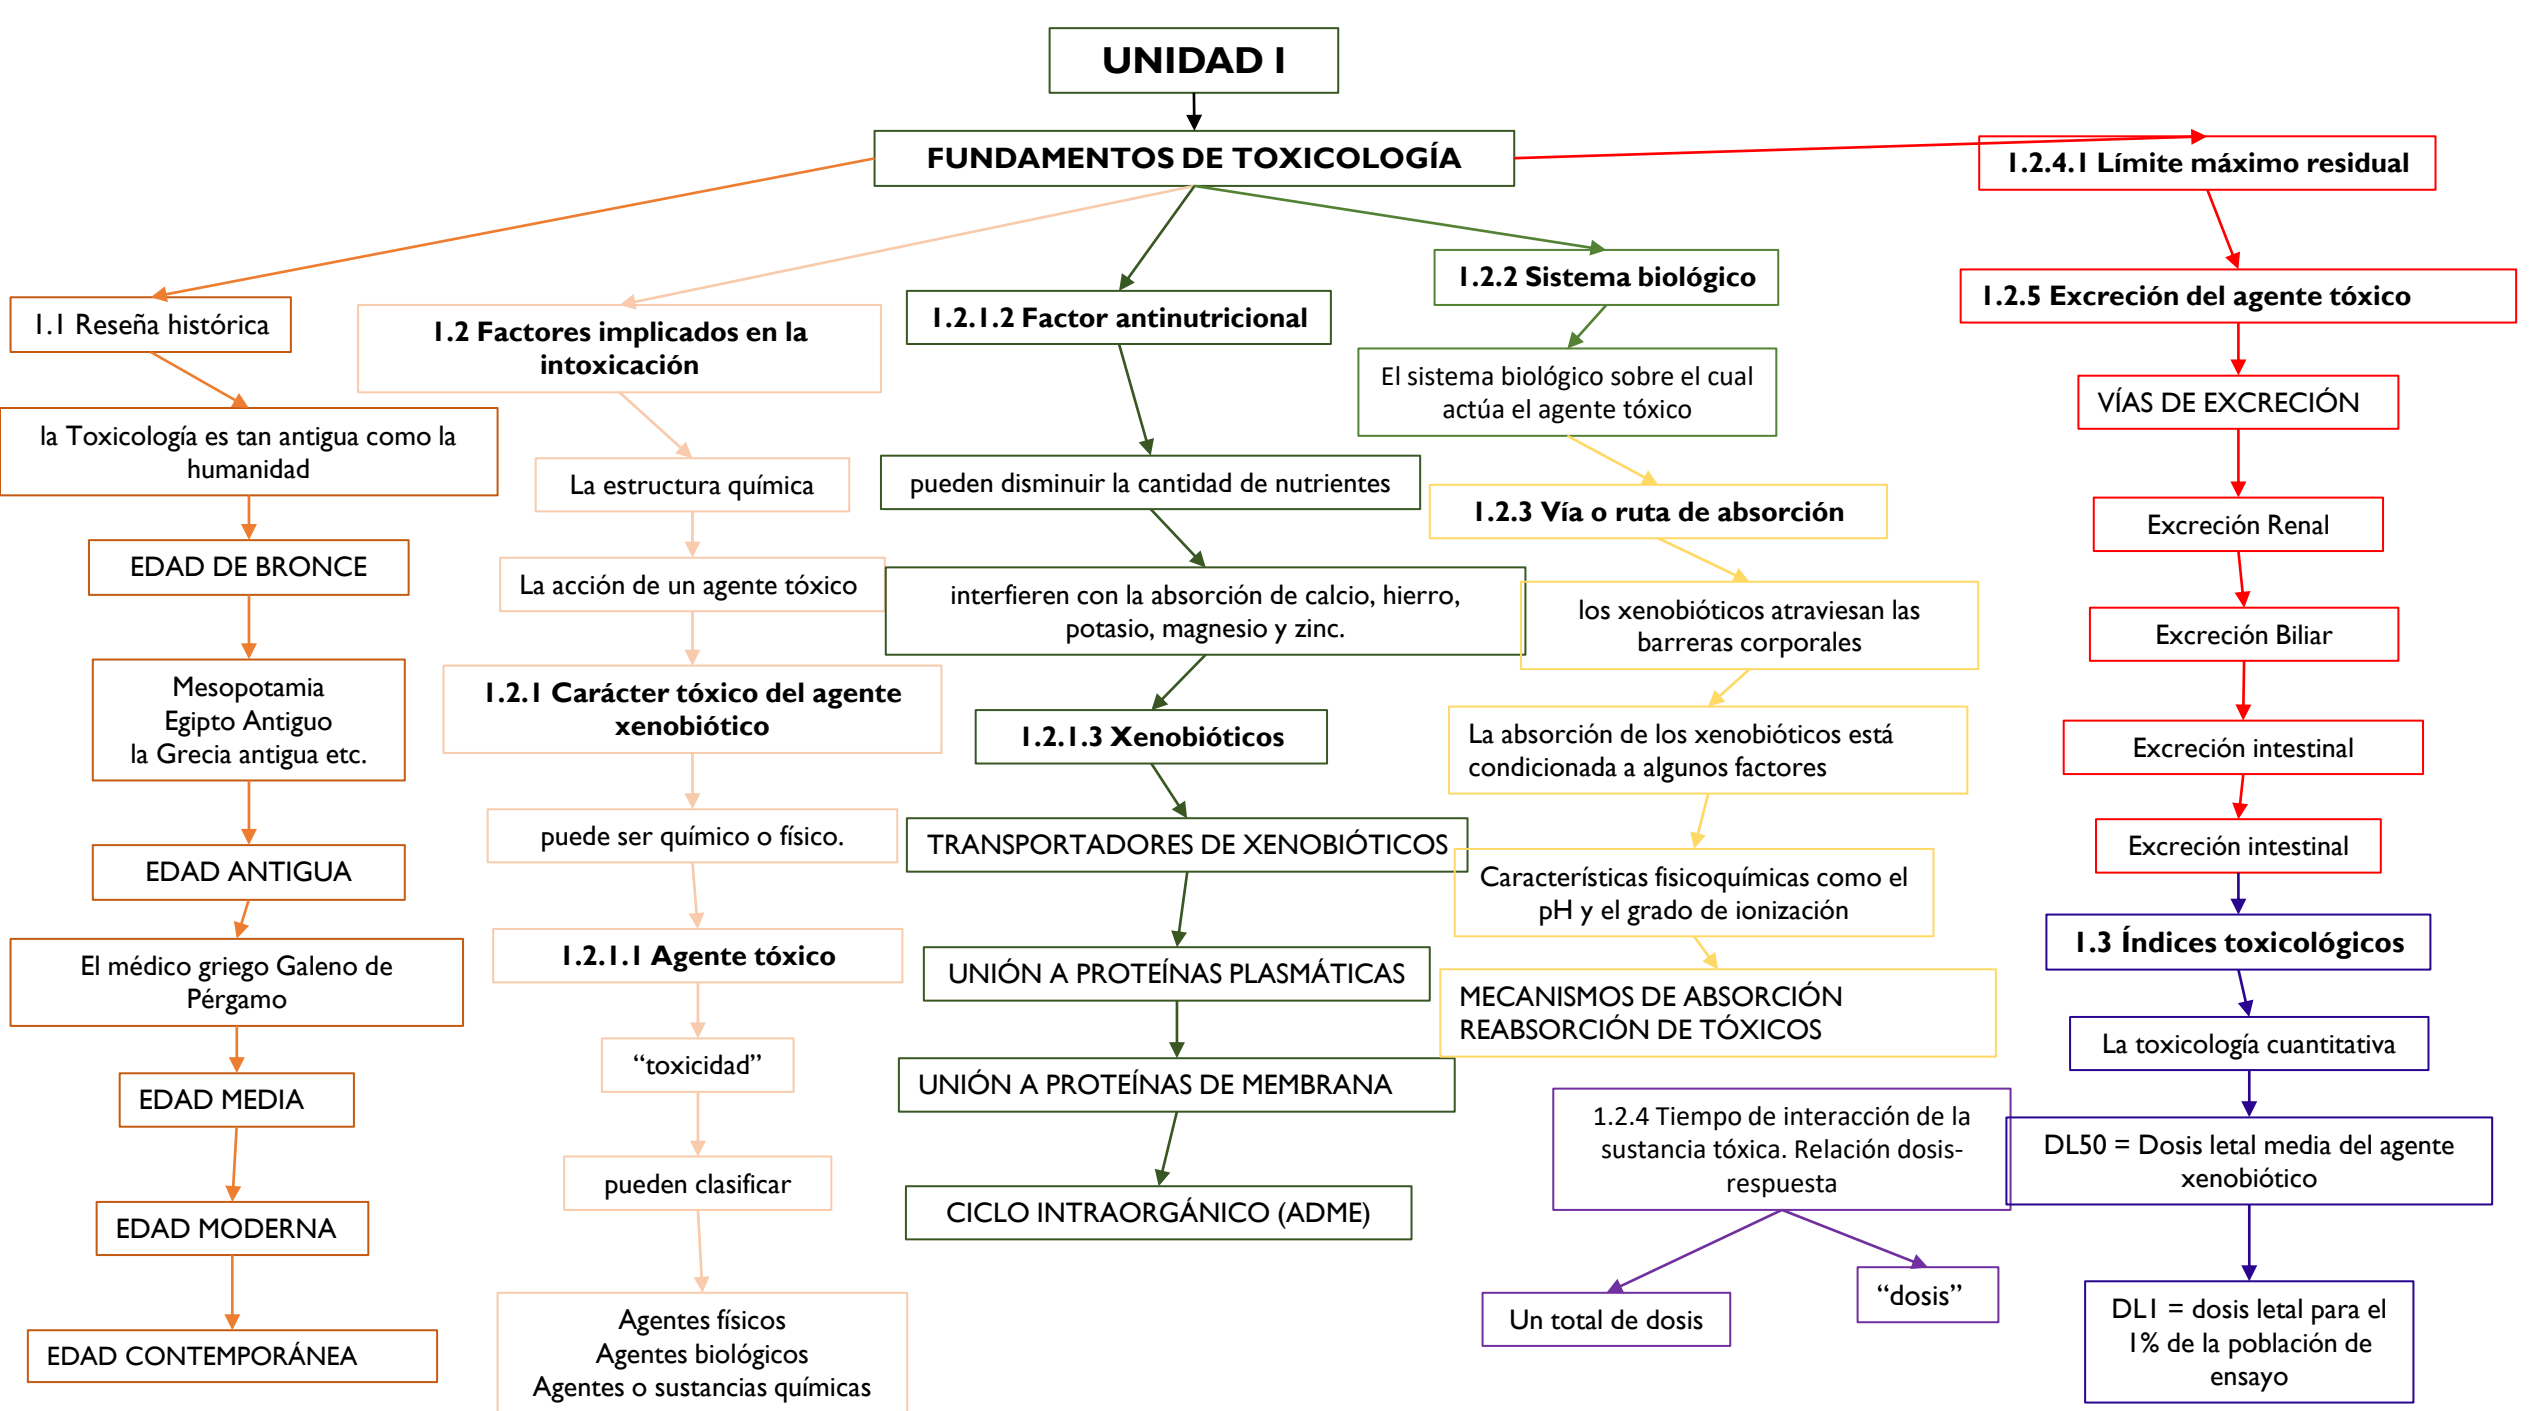 UNIDAD I
FUNDAMENTOS DE TOXICOLOGÍA
1.1 Reseña histórica
la Toxicología es tan antigua como la
humanidad
EDAD DE BRONCE
Mesopotamia
Egipto Antiguo
la Grecia antigua etc.
EDAD ANTIGUA
El médico griego Galeno de
Pérgamo
EDAD MEDIA
EDAD MODERNA
EDAD CONTEMPORÁNEA
1.2 Factores implicados en la
intoxicación
La estructura química
La acción de un agente tóxico
1.2.1 Carácter tóxico del agente
xenobiótico
puede ser químico o físico.
1.2.1.1 Agente tóxico
“toxicidad”
pueden clasificar
Agentes físicos
Agentes biológicos
Agentes o sustancias químicas
1.2.1.2 Factor antinutricional
pueden disminuir la cantidad de nutrientes
interfieren con la absorción de calcio, hierro,
potasio, magnesio y zinc.
1.2.1.3 Xenobióticos
TRANSPORTADORES DE XENOBIÓTICOS
UNIÓN A PROTEÍNAS PLASMÁTICAS
UNIÓN A PROTEÍNAS DE MEMBRANA
CICLO INTRAORGÁNICO (ADME)
1.2.2 Sistema biológico
El sistema biológico sobre el cual
actúa el agente tóxico
1.2.3 Vía o ruta de absorción
los xenobióticos atraviesan las
barreras corporales
La absorción de los xenobióticos está
condicionada a algunos factores
Características fisicoquímicas como el
pH y el grado de ionización
MECANISMOS DE ABSORCIÓN
REABSORCIÓN DE TÓXICOS
1.2.4 Tiempo de interacción de la
sustancia tóxica. Relación dosis-
respuesta
Un total de dosis
“dosis”
1.2.4.1 Límite máximo residual
1.2.5 Excreción del agente tóxico
VÍAS DE EXCRECIÓN
Excreción Renal
Excreción Biliar
Excreción intestinal
Excreción intestinal
1.3 Índices toxicológicos
La toxicología cuantitativa
DL50 = Dosis letal media del agente
xenobiótico
DL1 = dosis letal para el
1% de la población de
ensayo